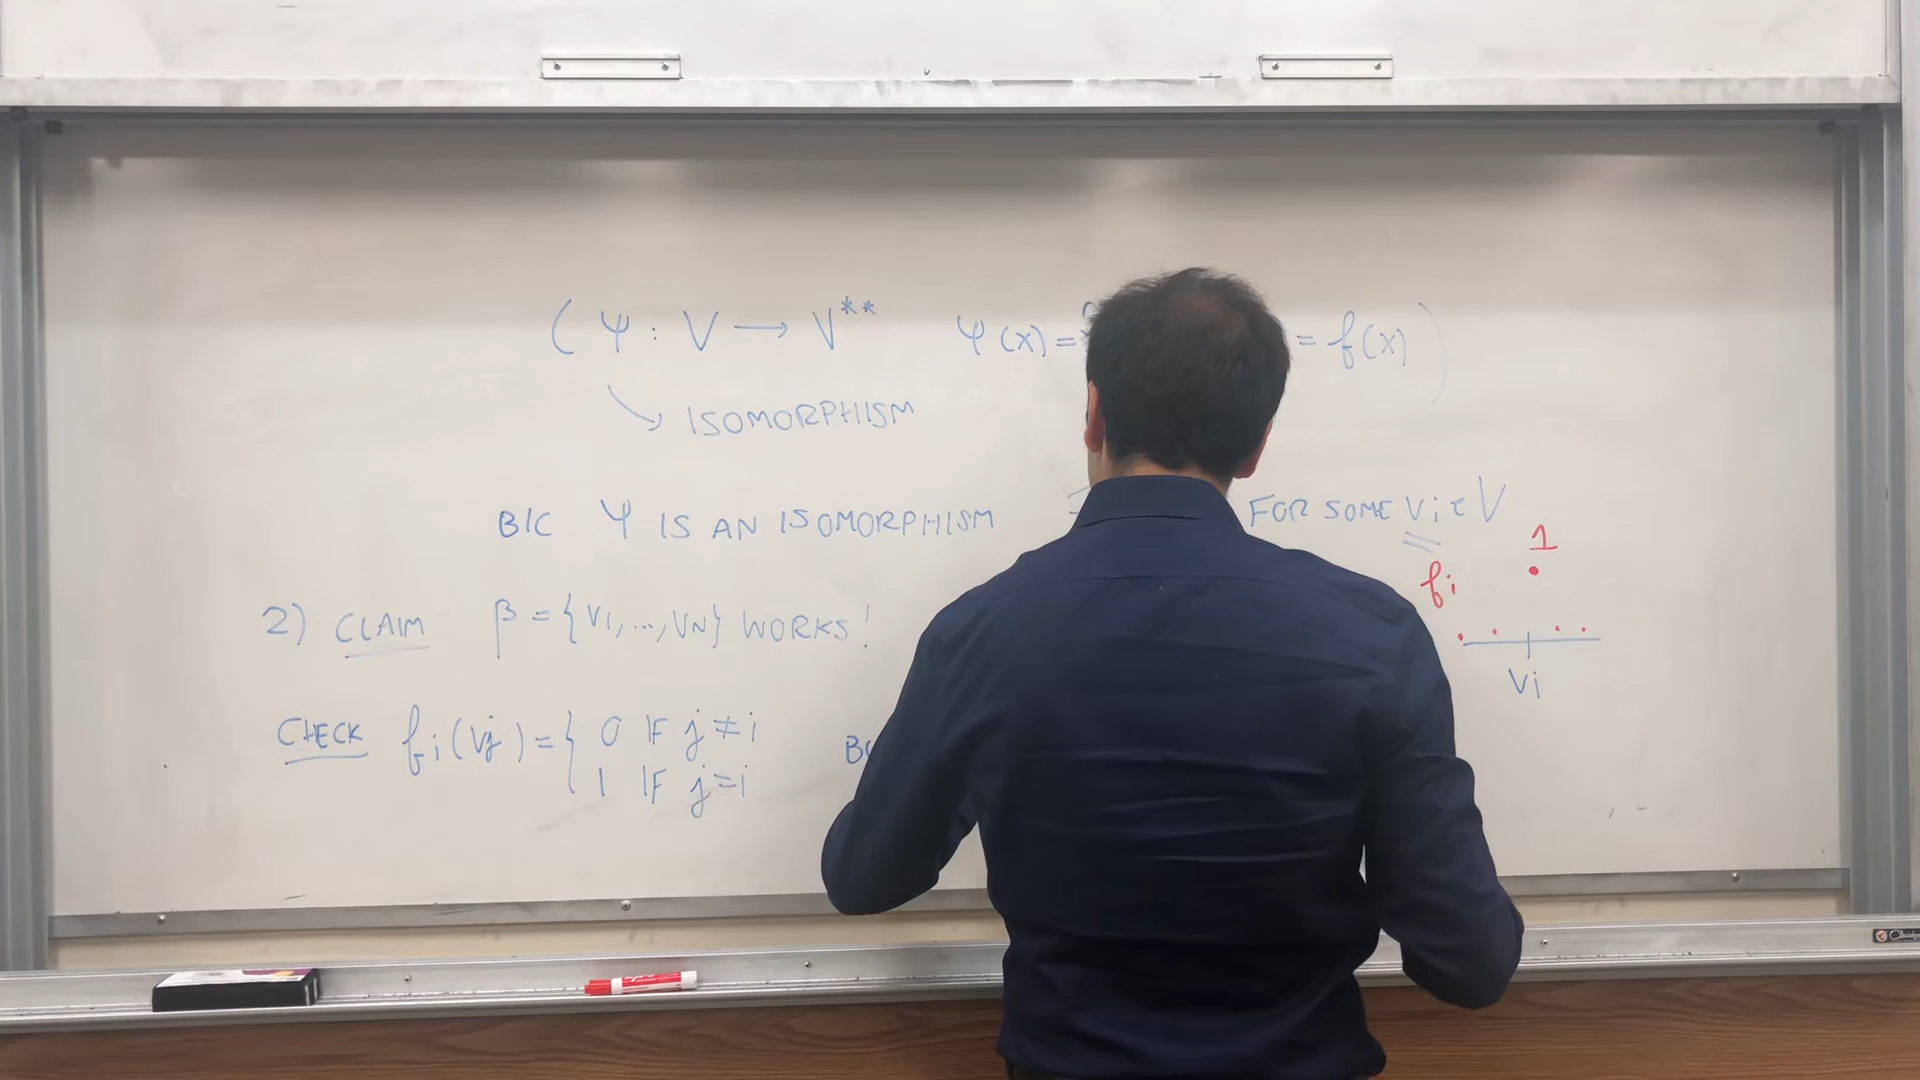 ( Ψ : V → V** Ψ(x) = = f(x) )
↘ ISOMORPHISM
B/C Ψ IS AN ISOMORPHISM FOR SOME Vi ∈ V
1
fi
2) CLAIM β = {V1, ..., VN} WORKS!
Vi
CHECK fi(Vj) = { 0 IF j ≠ i
1 IF j = i